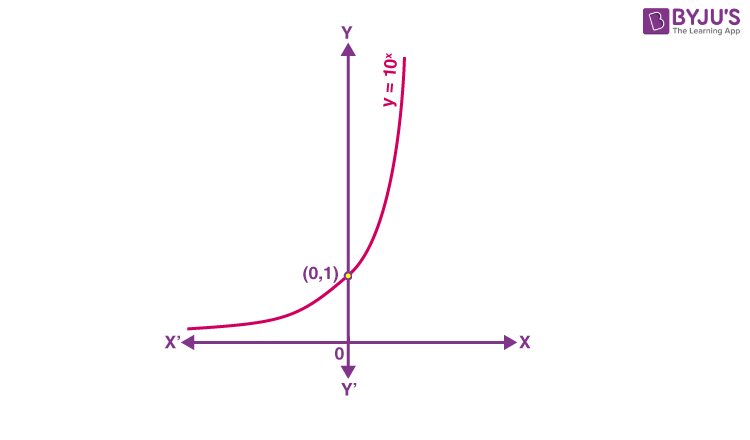 BYJU'S
The Learning App
Y
y = 10ˣ
(0,1)
X’
X
0
Y’